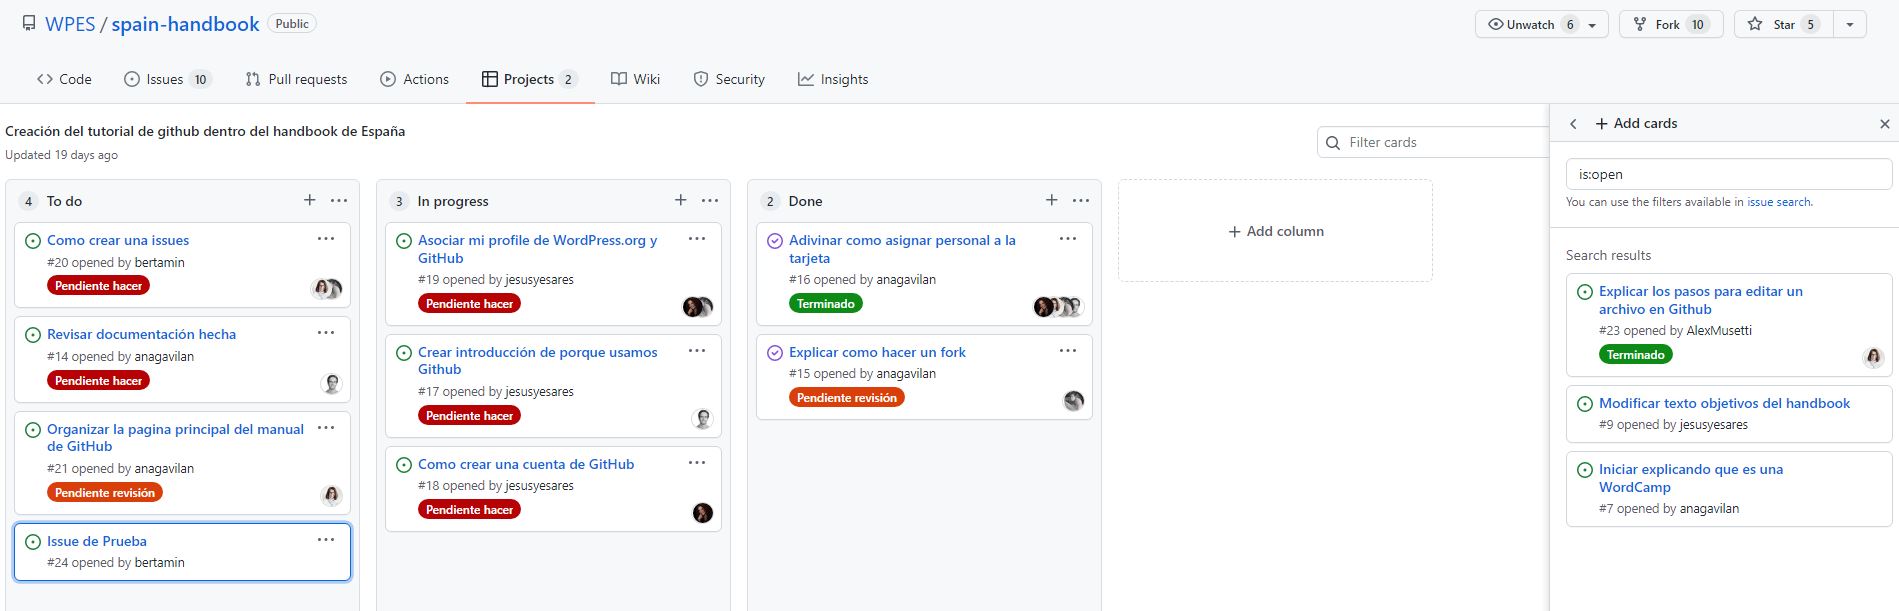 WPES / spain-handbook Public
Unwatch 6
Fork 10
Star 5
Code
Issues 10
Pull requests
Actions
Projects 2
Wiki
Security
Insights
Creación del tutorial de github dentro del handbook de España
Updated 19 days ago
Filter cards
4 To do
Como crear una issues
#20 opened by bertamin
Pendiente hacer
Revisar documentación hecha
#14 opened by anagavilan
Pendiente hacer
Organizar la pagina principal del manual
de GitHub
#21 opened by anagavilan
Pendiente revisión
Issue de Prueba
#24 opened by bertamin
3 In progress
Asociar mi profile de WordPress.org y
GitHub
#19 opened by jesusyesares
Pendiente hacer
Crear introducción de porque usamos
Github
#17 opened by jesusyesares
Pendiente hacer
Como crear una cuenta de GitHub
#18 opened by jesusyesares
Pendiente hacer
2 Done
Adivinar como asignar personal a la
tarjeta
#16 opened by anagavilan
Terminado
Explicar como hacer un fork
#15 opened by anagavilan
Pendiente revisión
+ Add column
+ Add cards
is:open
You can use the filters available in issue search.
Search results
Explicar los pasos para editar un
archivo en Github
#23 opened by AlexMusetti
Terminado
Modificar texto objetivos del handbook
#9 opened by jesusyesares
Iniciar explicando que es una
WordCamp
#7 opened by anagavilan